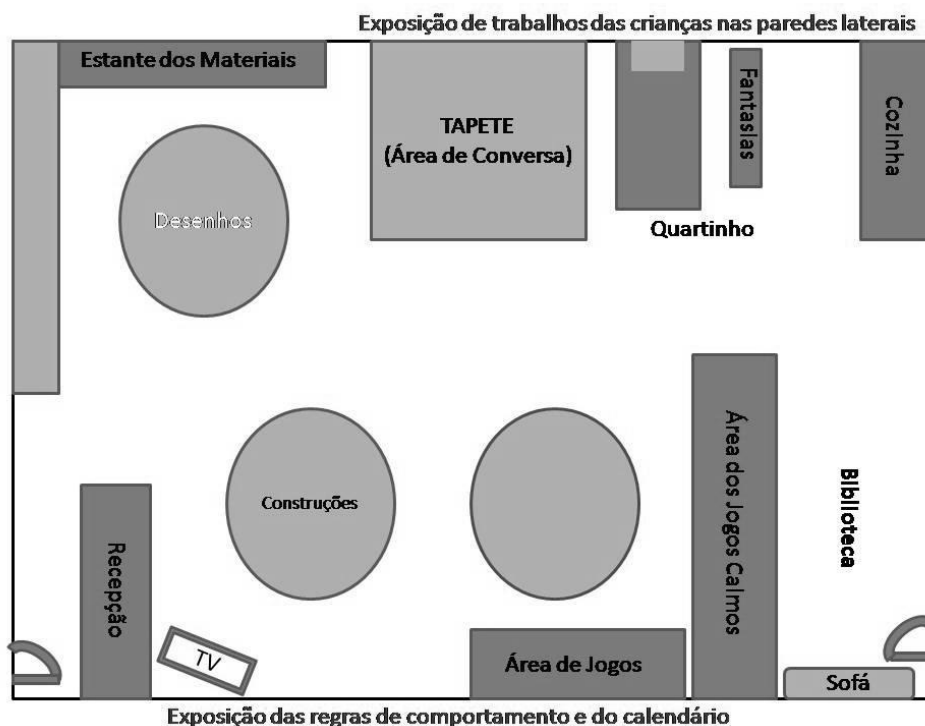 Exposição de trabalhos das crianças nas paredes laterais
Estante dos Materiais
TAPETE
(Área de Conversa)
Fantasias
Cozinha
Desenhos
Quartinho
Construções
Área dos Jogos Calmos
Biblioteca
Recepção
TV
Área de Jogos
Sofá
Exposição das regras de comportamento e do calendário